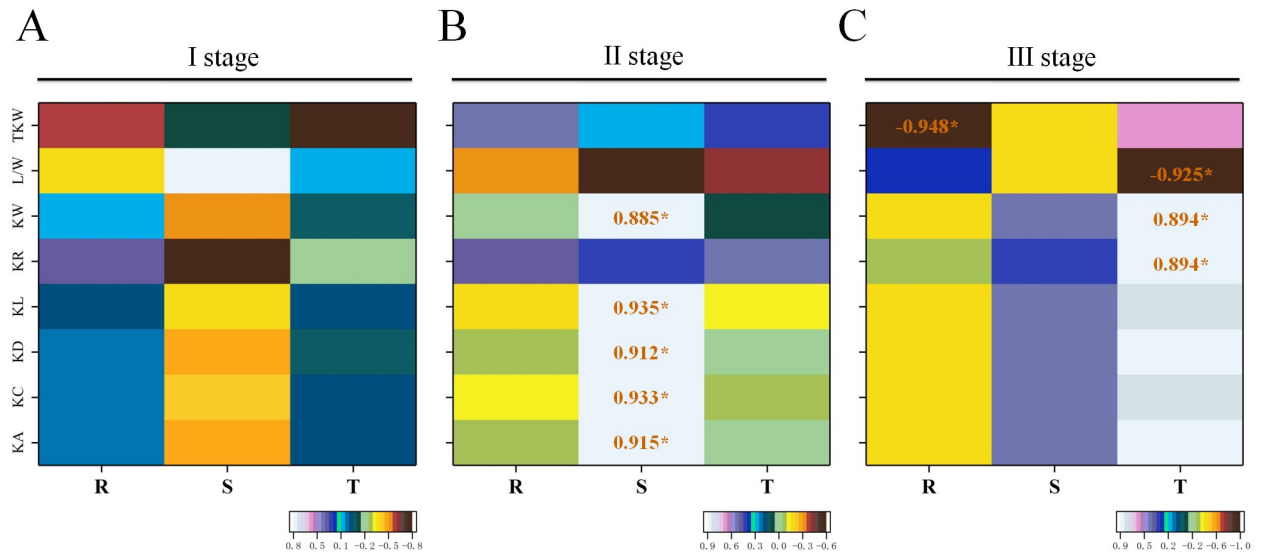 A
B
C
I stage
II stage
III stage
TKW
L/W
KW
KR
KL
KD
KC
KA
-0.948*
-0.925*
0.885*
0.894*
0.894*
0.935*
0.912*
0.933*
0.915*
R S T
R S T
R S T
0.8 0.5 0.1 -0.2 -0.5 -0.8
0.9 0.6 0.3 0.0 -0.3 -0.6
0.9 0.5 0.2 -0.2 -0.6 -1.0